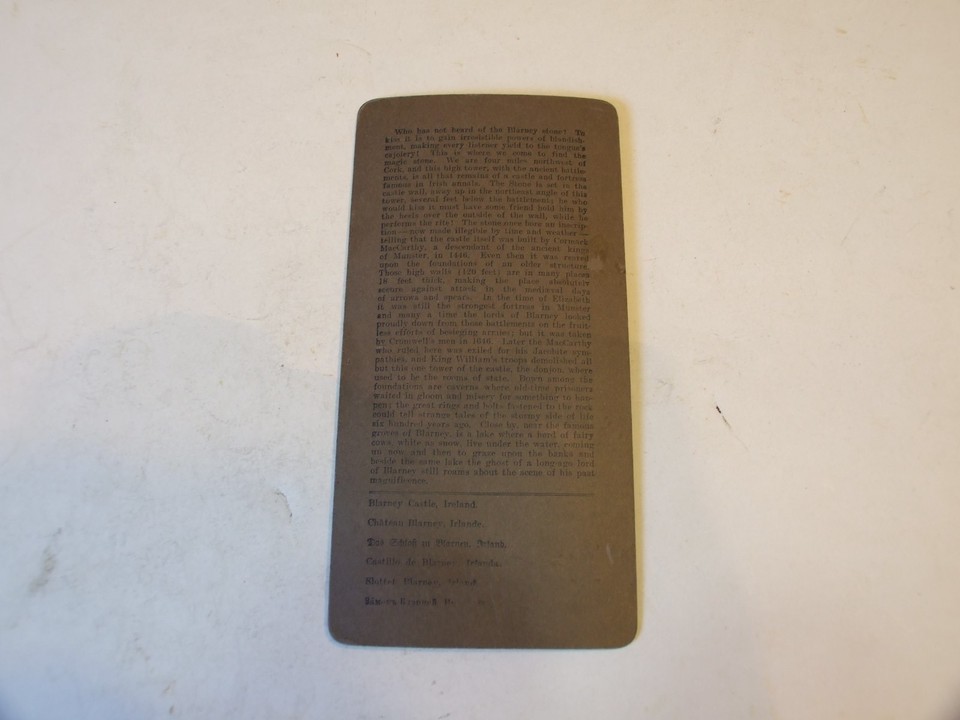 Who has not heard of the Blarney stone? To
kiss it is to gain irresistible powers of blandish-
ment, making every listener yield to the tongue's
cajolery! This is where we come to find the
magic stone. We are four miles northwest of
Cork, and this high tower, with the ancient battle-
ments, is all that remains of a castle and fortress
famous in Irish annals. The Stone is set in the
castle wall, away up in the northeast angle of this
tower, several feet below the battlement; he who
would kiss it must have some friend hold him by
the heels over the outside of the wall, while he
performs the rite! The stone once bore an inscrip-
tion—now made illegible by time and weather—
telling that the castle itself was built by Cormack
MacCarthy, a descendent of the ancient kings
of Munster, in 1446. Even then it was reared
upon the foundations of an older structure.
These high walls (120 feet) are in many places
18 feet thick, making the place absolutely
secure against attack in the medieval days
of arrows and spears. In the time of Elizabeth
it was still the strongest fortress in Munster
and many a time the lords of Blarney looked
proudly down from those battlements on the fruit-
less efforts of besieging armies; but it was taken
by Cromwell's men in 1646. Later the MacCarthy
who ruled here was exiled for his Jacobite sym-
pathies, and King William's troops demolished all
but this one tower of the castle, the donjon, where
used to be the rooms of state. Down among the
foundations are caverns where old-time prisoners
waited in gloom and misery for something to hap-
pen; the great rings and bolts fastened to the rock
could tell strange tales of the stormy side of life
six hundred years ago. Close by, near the famous
groves of Blarney, is a lake where a herd of fairy
cows, white as snow, live under the water, coming
up now and then to graze upon the banks and
beside the same lake the ghost of a long-ago lord
of Blarney still roams about the scene of his past
magnificence.
Blarney Castle, Ireland.
Château Blarney, Irlande.
Das Schloß zu Blarney, Irland.
Castillo de Irlanda.
Slottet Blarney, Irland